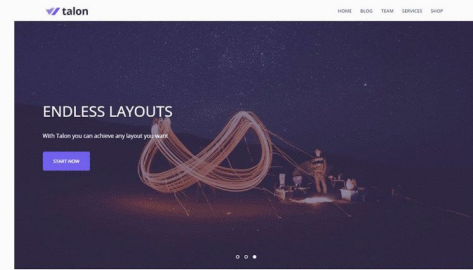 talon
HOME BLOG TEAM SERVICES SHOP
ENDLESS LAYOUTS
With Talon you can achieve any layout you want
START NOW